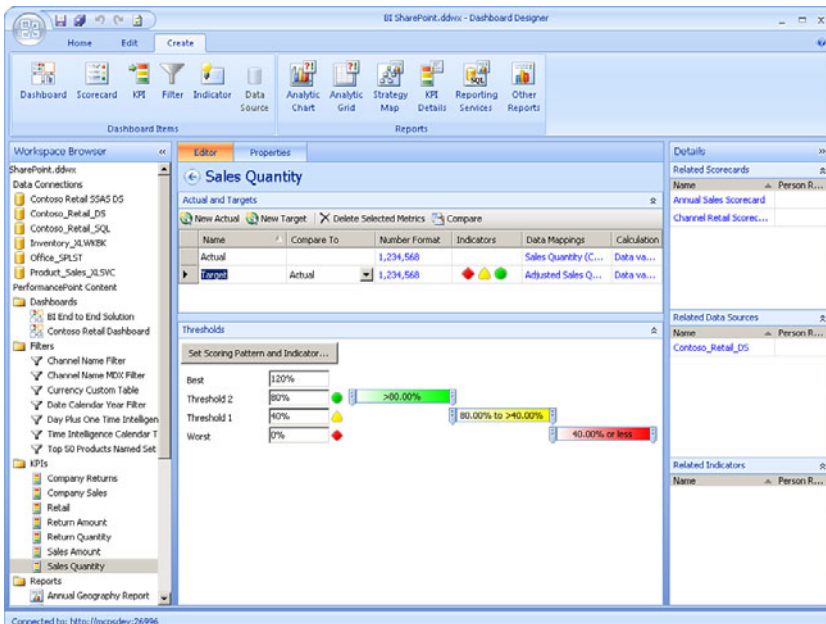 BI SharePoint.ddwx - Dashboard Designer
Home Edit Create
Dashboard Scorecard KPI Filter Indicator Data Source Analytic Chart Analytic Grid Strategy Map KPI Details Reporting Services Other Reports
Dashboard Items Reports
Workspace Browser
SharePoint.ddwx
Data Connections
Contoso Retail SSAS DS
Contoso_Retail_DS
Contoso_Retail_SQL
Inventory_XLWKBK
Office_SPLST
Product_Sales_XLSVC
PerformancePoint Content
Dashboards
BI End to End Solution
Contoso Retail Dashboard
Filters
Channel Name Filter
Channel Name MDX Filter
Currency Custom Table
Date Calendar Year Filter
Day Plus One Time Intelligen
Time Intelligence Calendar T
Top 50 Products Named Set
KPIs
Company Returns
Company Sales
Retail
Return Amount
Return Quantity
Sales Amount
Sales Quantity
Reports
Annual Geography Report
Editor Properties
Sales Quantity
Actual and Targets
New Actual New Target Delete Selected Metrics Compare
Name Compare To Number Format Indicators Data Mappings Calculation
Actual 1,234,568 Sales Quantity (C... Data va...
Target Actual 1,234,568 Adjusted Sales Q... Data va...
Thresholds
Set Scoring Pattern and Indicator...
Best 120%
Threshold 2 80% >80.00%
Threshold 1 40% 80.00% to >40.00%
Worst 0% 40.00% or less
Details
Related Scorecards
Name Person R...
Annual Sales Scorecard
Channel Retail Scorec...
Related Data Sources
Name Person R...
Contoso_Retail_DS
Related Indicators
Name Person R...
Connected to: http://mcpsdev:26996